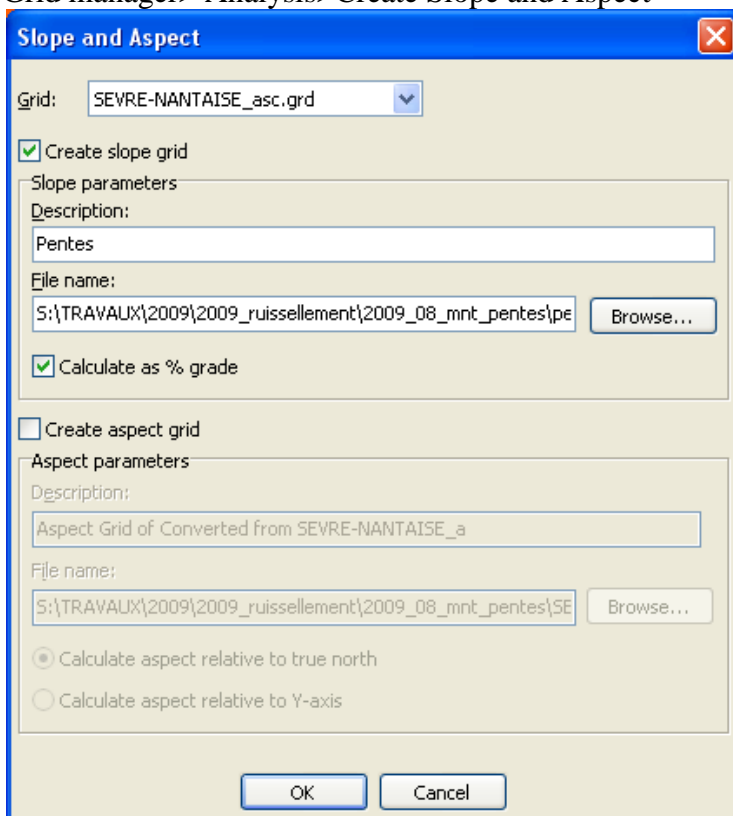 Grid manager> Analysis> Create Slope and Aspect
Slope and Aspect
Grid: SEVRE-NANTAISE_asc.grd
Create slope grid
Slope parameters
Description:
Pentes
File name:
S:\TRAVAUX\2009\2009_ruissellement\2009_08_mnt_pentes\pe Browse...
Calculate as % grade
Create aspect grid
Aspect parameters
Description:
Aspect Grid of Converted from SEVRE-NANTAISE_a
File name:
S:\TRAVAUX\2009\2009_ruissellement\2009_08_mnt_pentes\SE Browse...
Calculate aspect relative to true north
Calculate aspect relative to Y-axis
OK Cancel